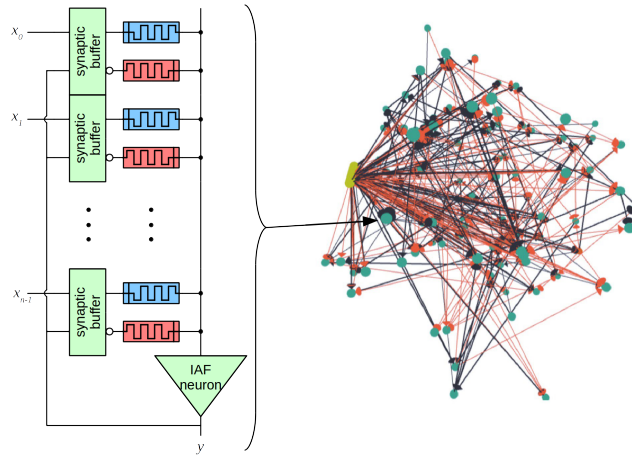 x₀
synaptic
buffer
x₁
synaptic
buffer
xₙ₋₁
synaptic
buffer
IAF
neuron
y